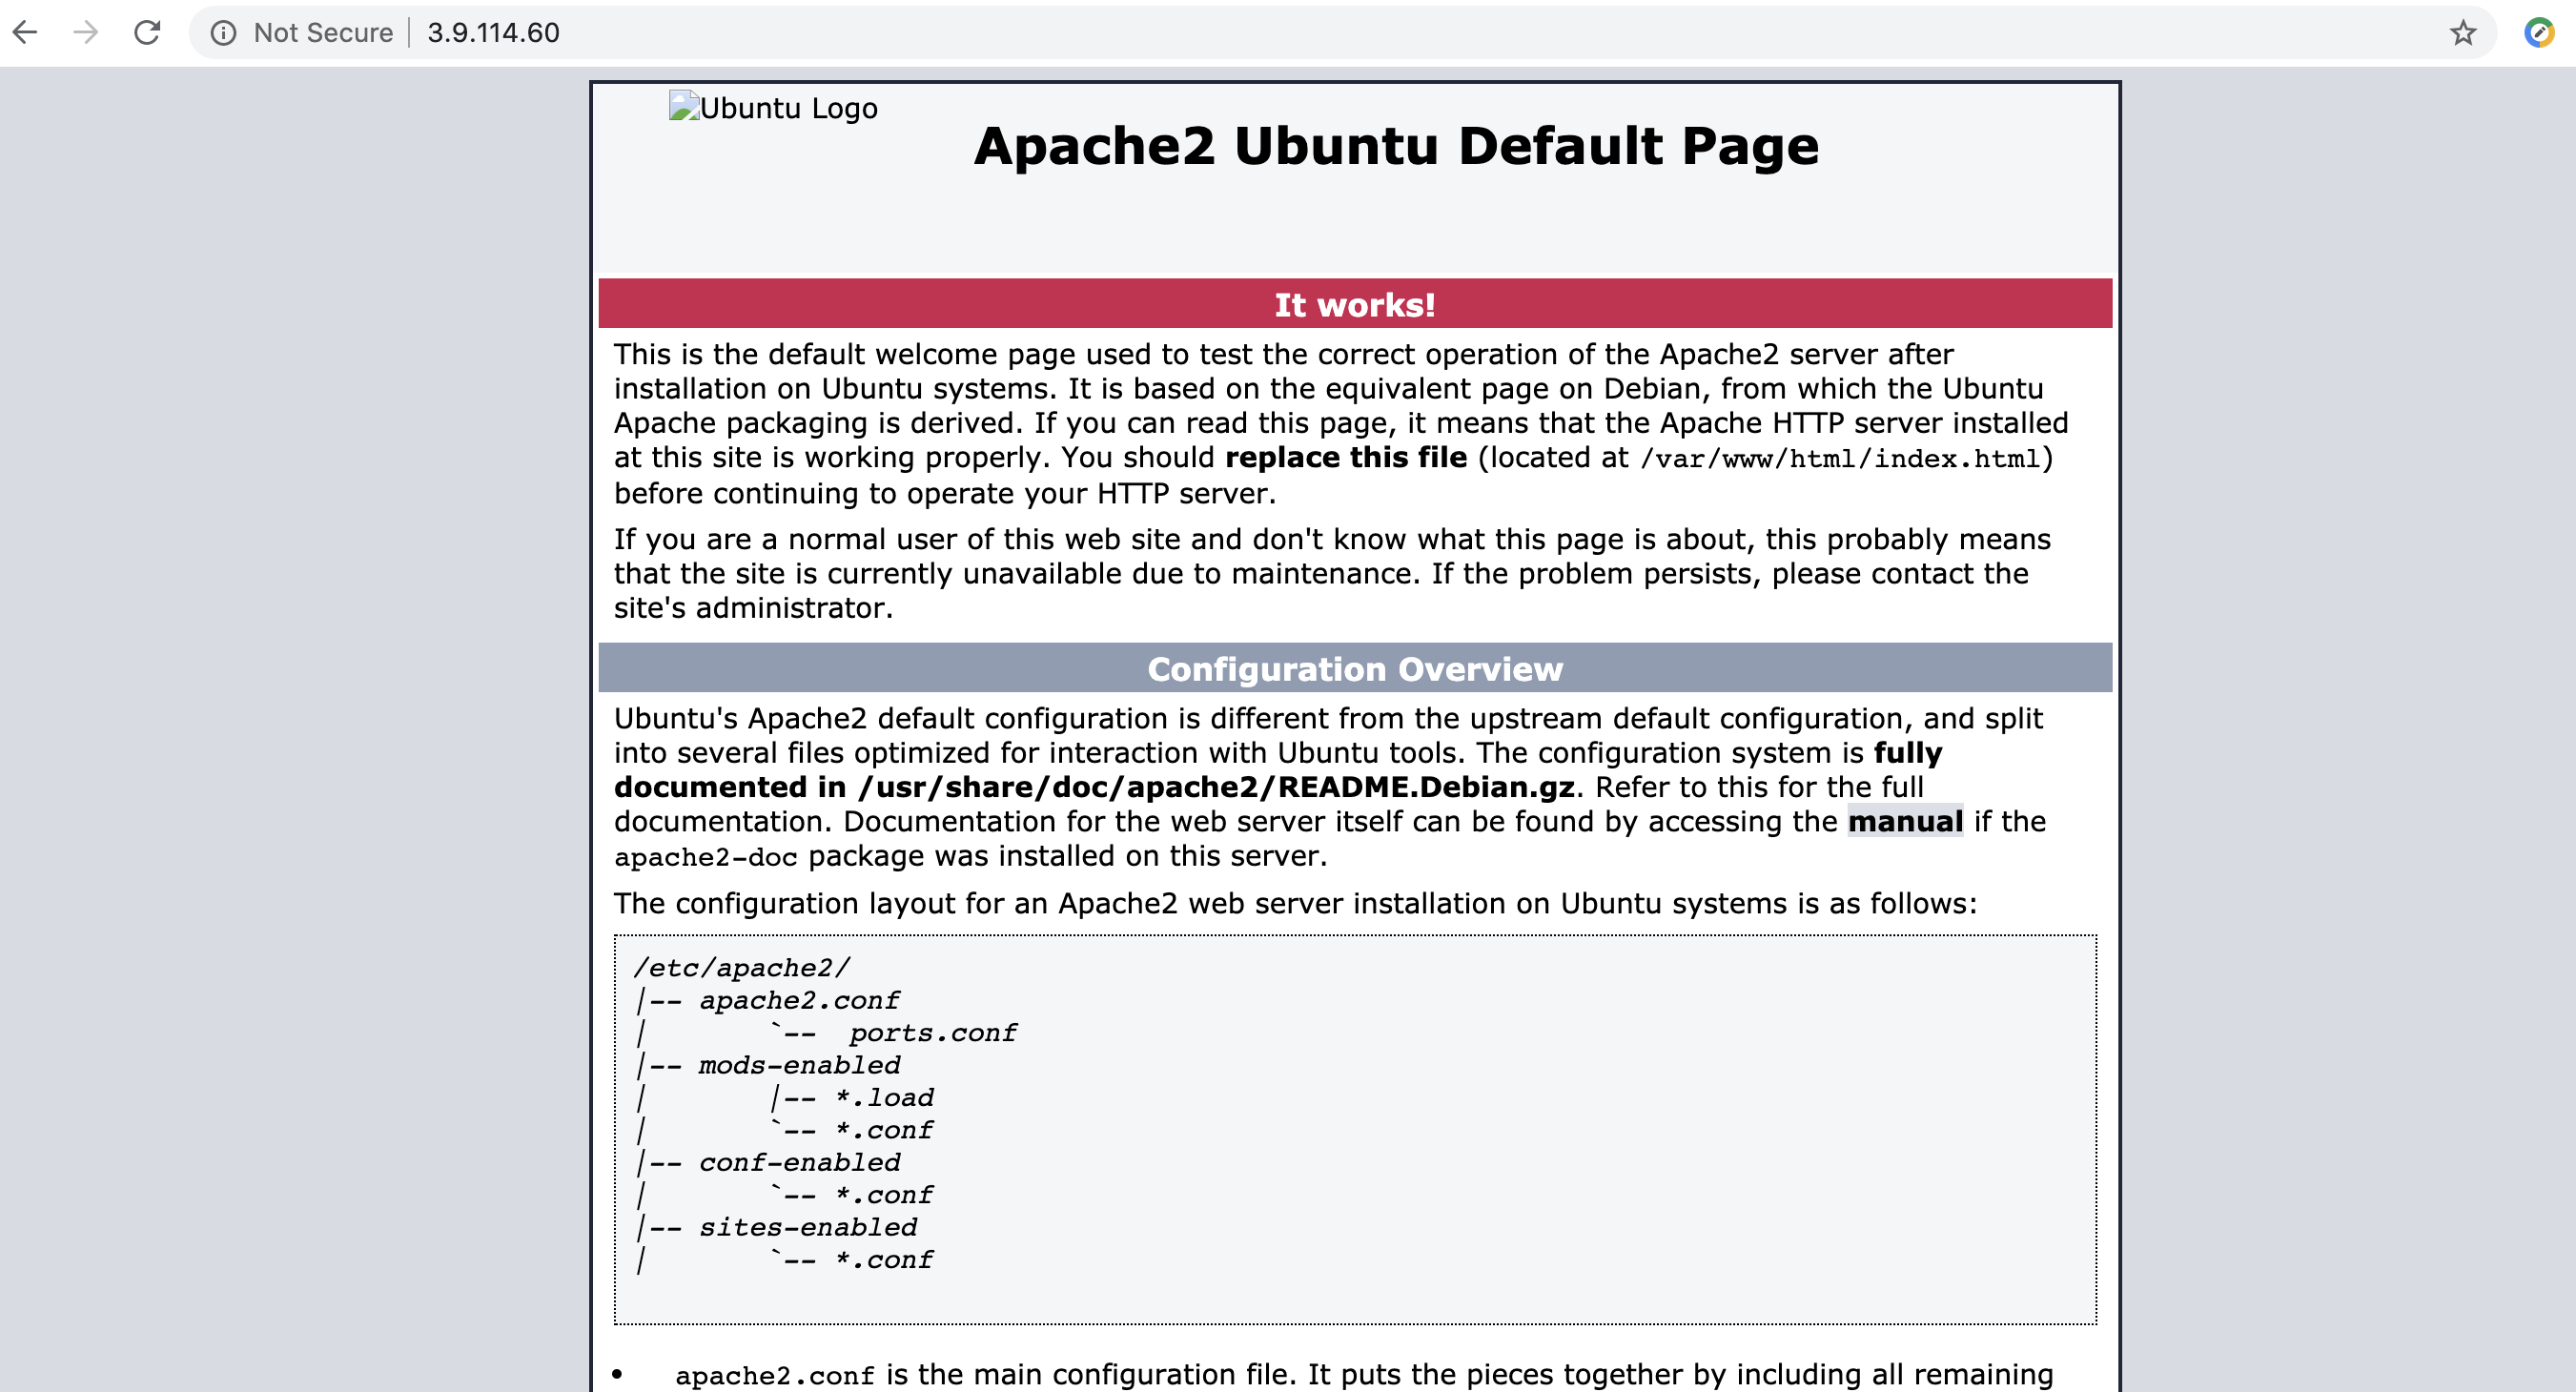 Not Secure | 3.9.114.60
Ubuntu Logo
Apache2 Ubuntu Default Page
It works!
This is the default welcome page used to test the correct operation of the Apache2 server after
installation on Ubuntu systems. It is based on the equivalent page on Debian, from which the Ubuntu
Apache packaging is derived. If you can read this page, it means that the Apache HTTP server installed
at this site is working properly. You should replace this file (located at /var/www/html/index.html)
before continuing to operate your HTTP server.
If you are a normal user of this web site and don't know what this page is about, this probably means
that the site is currently unavailable due to maintenance. If the problem persists, please contact the
site's administrator.
Configuration Overview
Ubuntu's Apache2 default configuration is different from the upstream default configuration, and split
into several files optimized for interaction with Ubuntu tools. The configuration system is fully
documented in /usr/share/doc/apache2/README.Debian.gz. Refer to this for the full
documentation. Documentation for the web server itself can be found by accessing the manual if the
apache2-doc package was installed on this server.
The configuration layout for an Apache2 web server installation on Ubuntu systems is as follows:
/etc/apache2/
|-- apache2.conf
|       `--  ports.conf
|-- mods-enabled
|       |-- *.load
|       `-- *.conf
|-- conf-enabled
|       `-- *.conf
|-- sites-enabled
|       `-- *.conf
• apache2.conf is the main configuration file. It puts the pieces together by including all remaining